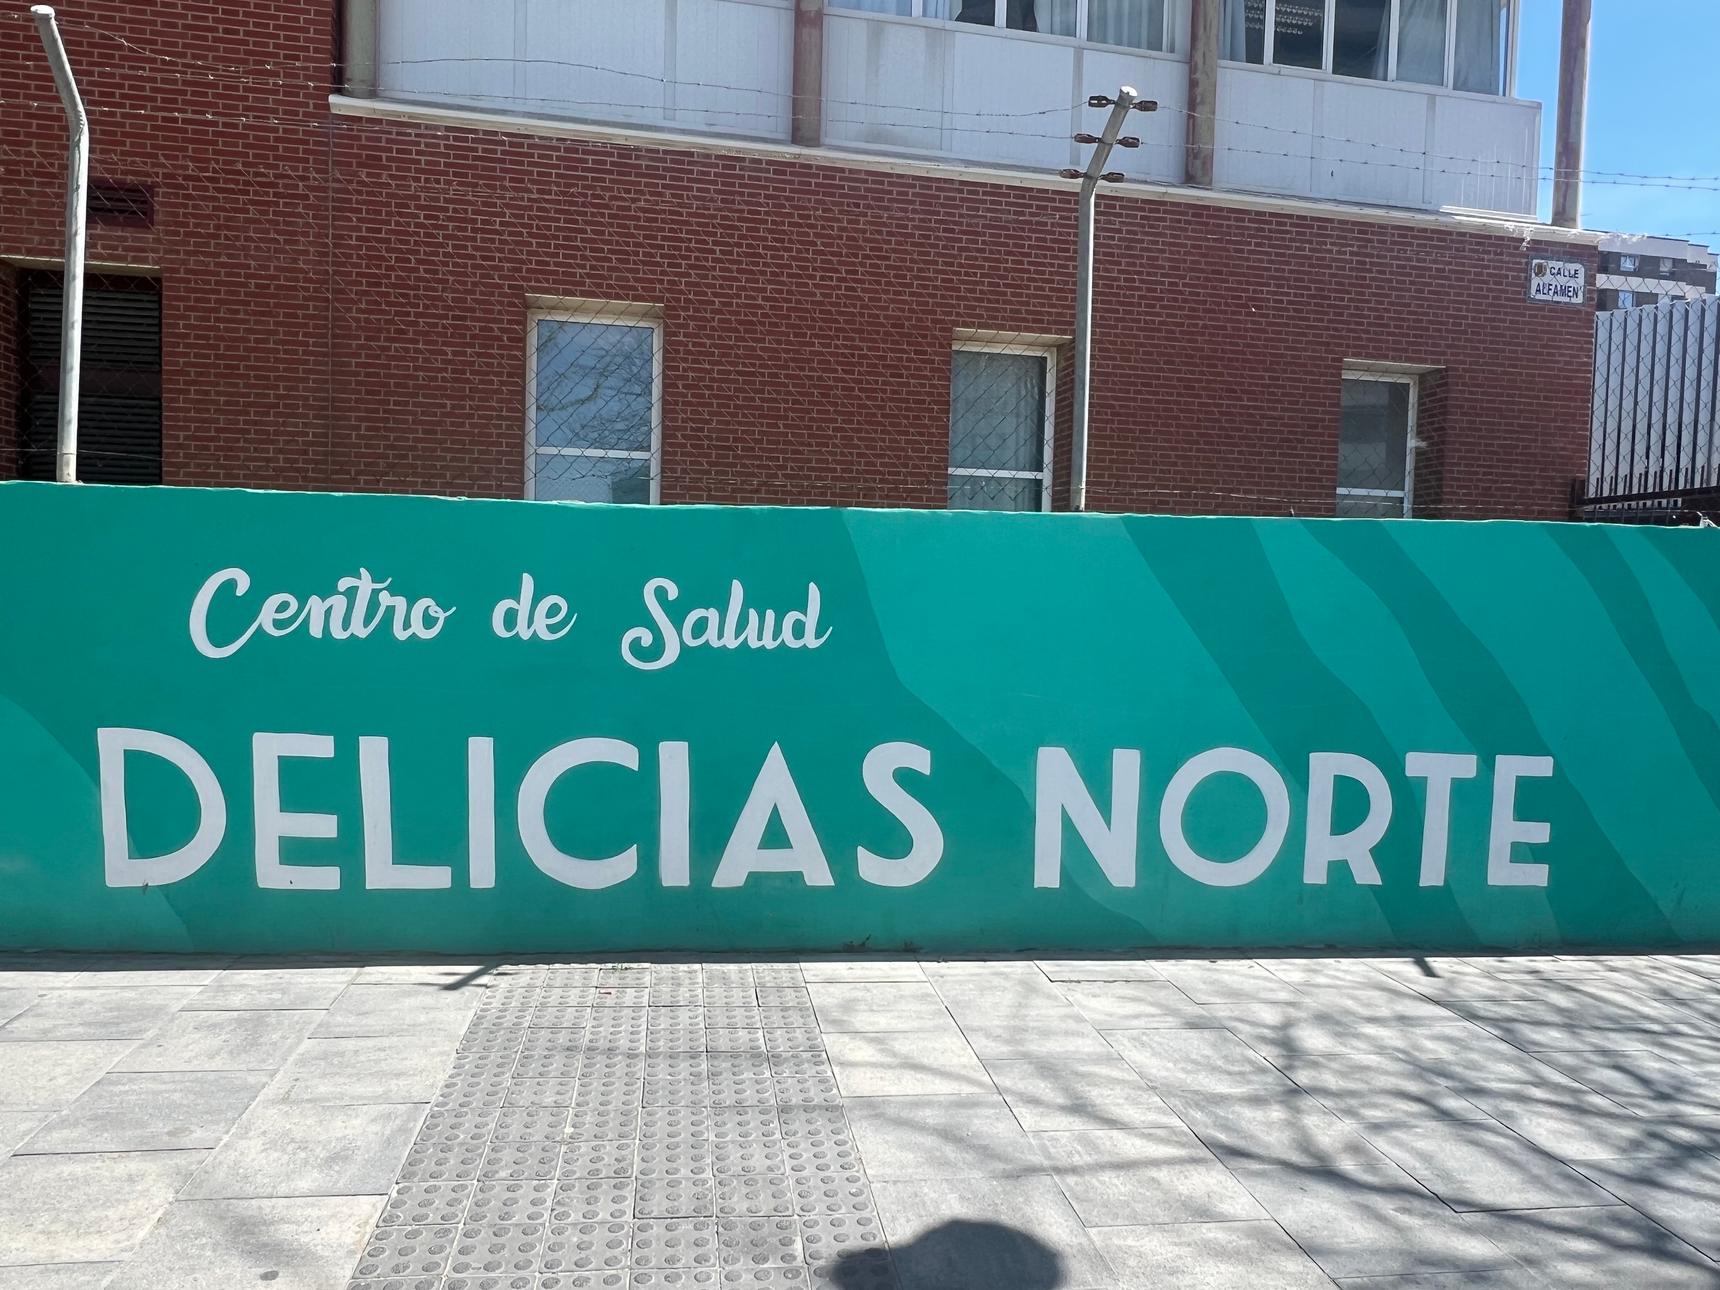 CALLE
ALFAMEN
Centro de Salud
DELICIAS NORTE